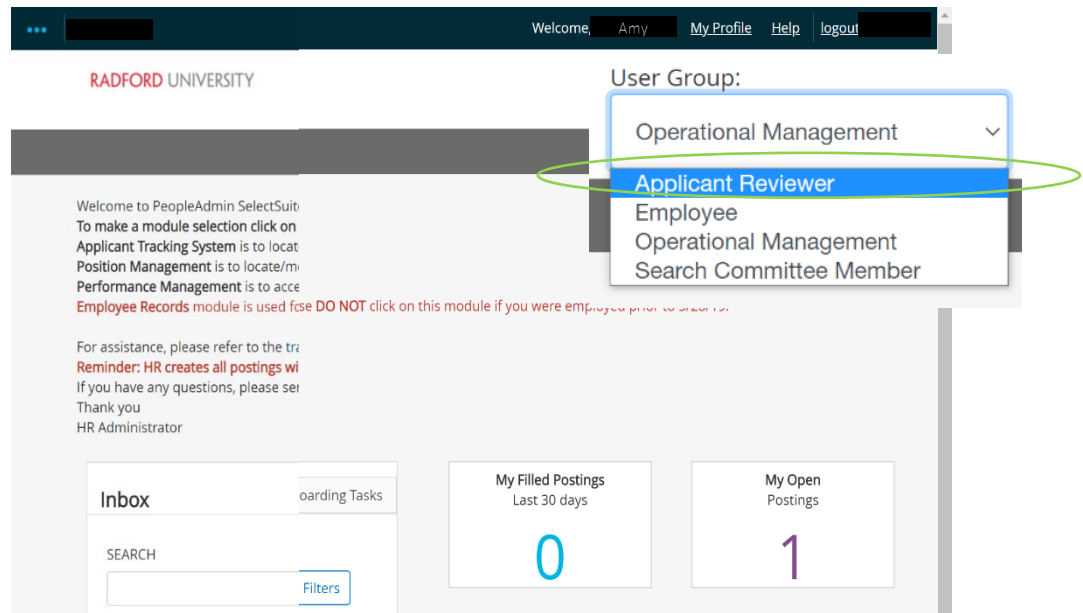 Welcome, Amy My Profile Help logout
RADFORD UNIVERSITY
User Group:
Operational Management
Applicant Reviewer
Employee
Operational Management
Search Committee Member
Welcome to PeopleAdmin SelectSuit
To make a module selection click on
Applicant Tracking System is to locat
Position Management is to locate/m
Performance Management is to acce
Employee Records module is used fo se DO NOT click on this module if you were employed prior to
For assistance, please refer to the tra
Reminder: HR creates all postings wi
If you have any questions, please ser
Thank you
HR Administrator
Inbox
oarding Tasks
SEARCH
Filters
My Filled Postings
Last 30 days
0
My Open
Postings
1